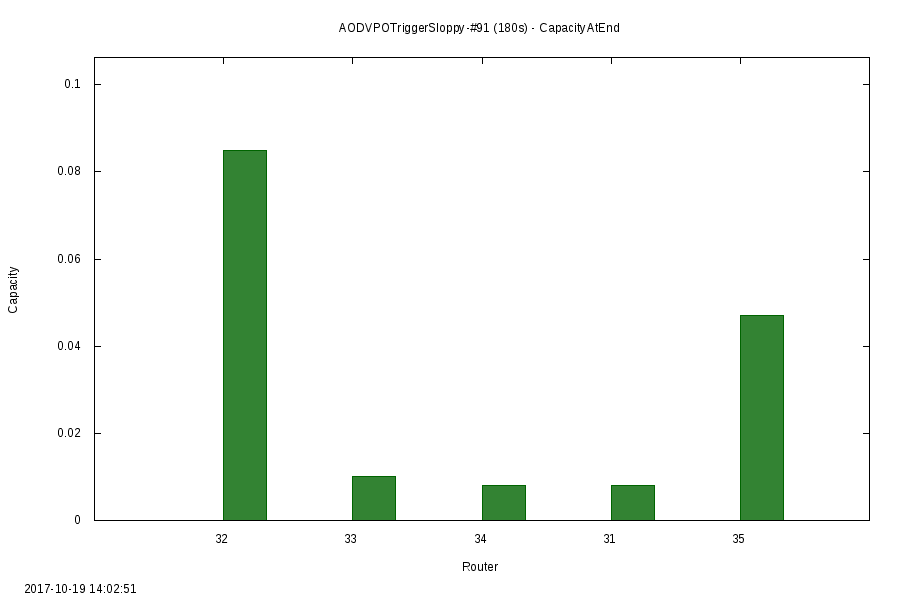 AODVPOTriggerSloppy-#91 (180s) - CapacityAtEnd
0.1
0.08
0.06
0.04
0.02
0
Capacity
32 33 34 31 35
Router
2017-10-19 14:02:51